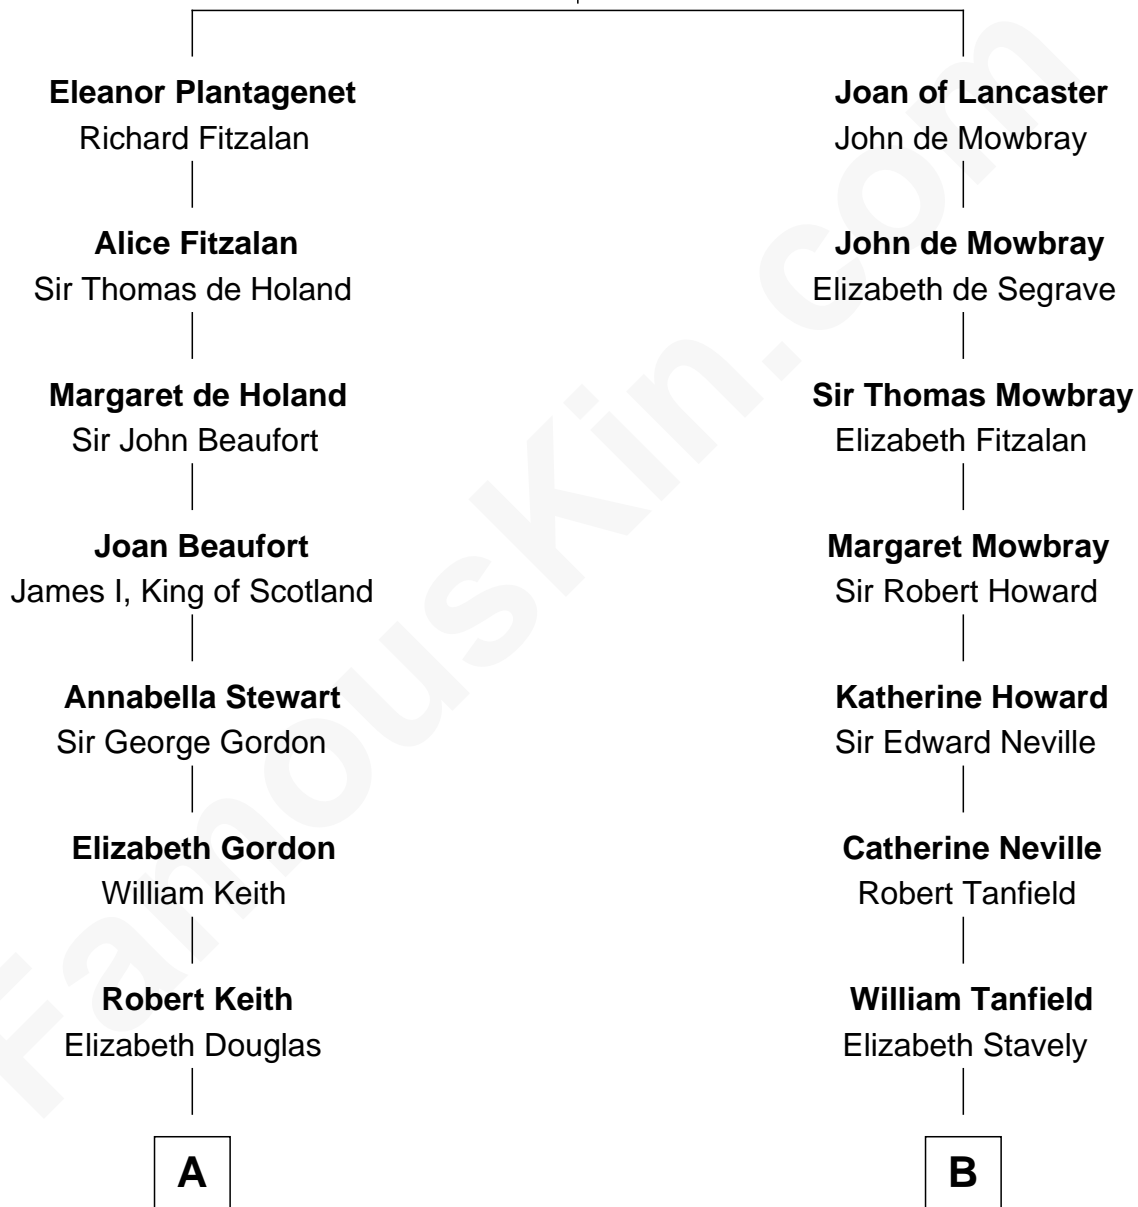 Eleanor Plantagenet
Richard Fitzalan
Alice Fitzalan
Sir Thomas de Holand
Margaret de Holand
Sir John Beaufort
Joan Beaufort
James I, King of Scotland
Annabella Stewart
Sir George Gordon
Elizabeth Gordon
William Keith
Robert Keith
Elizabeth Douglas
A
Joan of Lancaster
John de Mowbray
John de Mowbray
Elizabeth de Segrave
Sir Thomas Mowbray
Elizabeth Fitzalan
Margaret Mowbray
Sir Robert Howard
Katherine Howard
Sir Edward Neville
Catherine Neville
Robert Tanfield
William Tanfield
Elizabeth Stavely
B
FamousKin.com